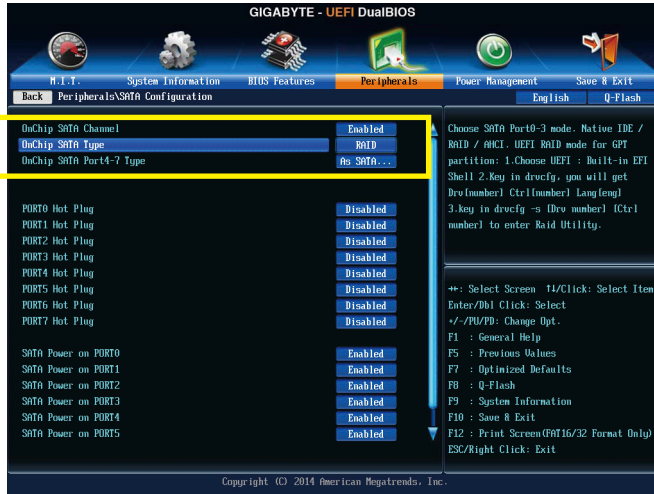 GIGABYTE - UEFI DualBIOS
M.I.T. System Information BIOS Features Peripherals Power Management Save & Exit
Back Peripherals\SATA Configuration English Q-Flash
OnChip SATA Channel Enabled
OnChip SATA Type RAID
OnChip SATA Port4-7 Type As SATA...
PORT0 Hot Plug Disabled
PORT1 Hot Plug Disabled
PORT2 Hot Plug Disabled
PORT3 Hot Plug Disabled
PORT4 Hot Plug Disabled
PORT5 Hot Plug Disabled
PORT6 Hot Plug Disabled
PORT7 Hot Plug Disabled
SATA Power on PORT0 Enabled
SATA Power on PORT1 Enabled
SATA Power on PORT2 Enabled
SATA Power on PORT3 Enabled
SATA Power on PORT4 Enabled
SATA Power on PORT5 Enabled
Choose SATA Port0-3 mode. Native IDE /
RAID / AHCI. UEFI RAID mode for GPT
partition: 1.Choose UEFI : Built-in EFI
Shell 2.Key in drvcfg, you will get
Drv[number] Ctrl[number] Lang[eng]
3.key in drvcfg -s [Drv number] [Ctrl
number] to enter Raid Utility.
→←: Select Screen ↑↓/Click: Select Item
Enter/Dbl Click: Select
+/-/PU/PD: Change Opt.
F1 : General Help
F5 : Previous Values
F7 : Optimized Defaults
F8 : Q-Flash
F9 : System Information
F10 : Save & Exit
F12 : Print Screen(FAT16/32 Format Only)
ESC/Right Click: Exit
Copyright (C) 2014 American Megatrends, Inc.